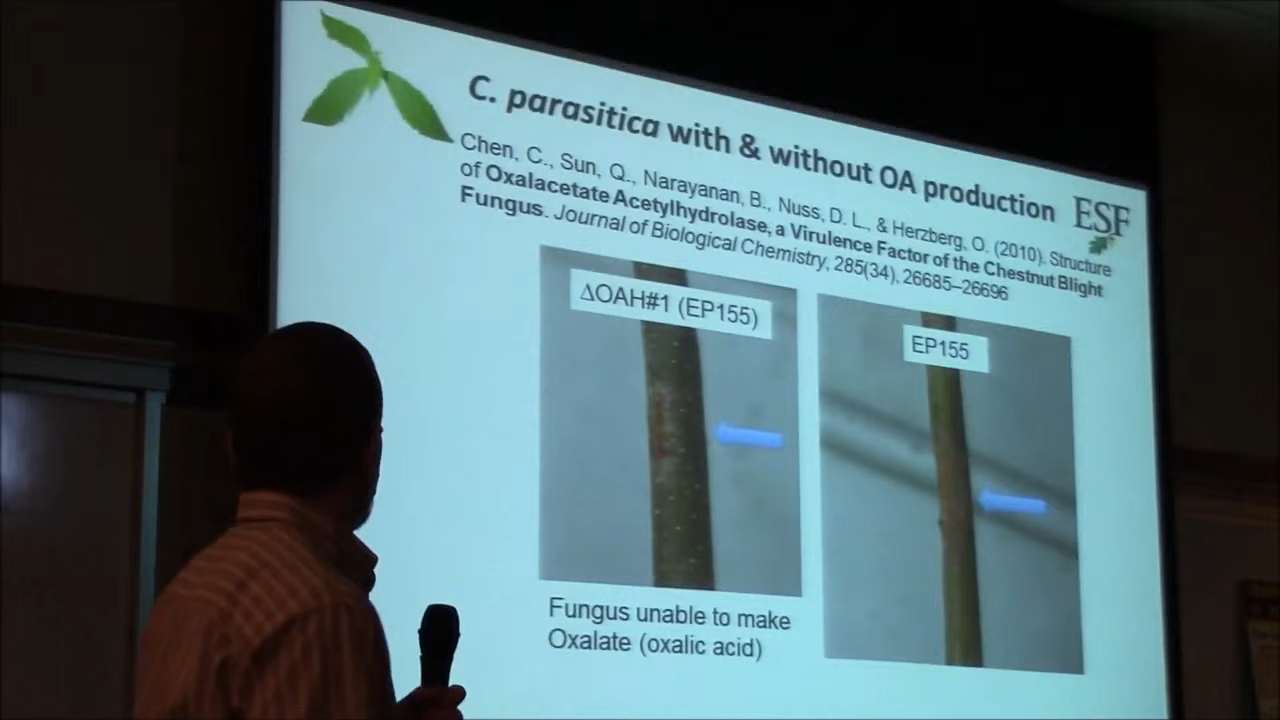 C. parasitica with & without OA production
Chen, C., Sun, Q., Narayanan, B., Nuss, D. L., & Herzberg, O. (2010). Structure
of Oxalacetate Acetylhydrolase, a Virulence Factor of the Chestnut Blight
Fungus. Journal of Biological Chemistry, 285(34), 26685–26696
ESF
ΔOAH#1 (EP155)
EP155
Fungus unable to make
Oxalate (oxalic acid)